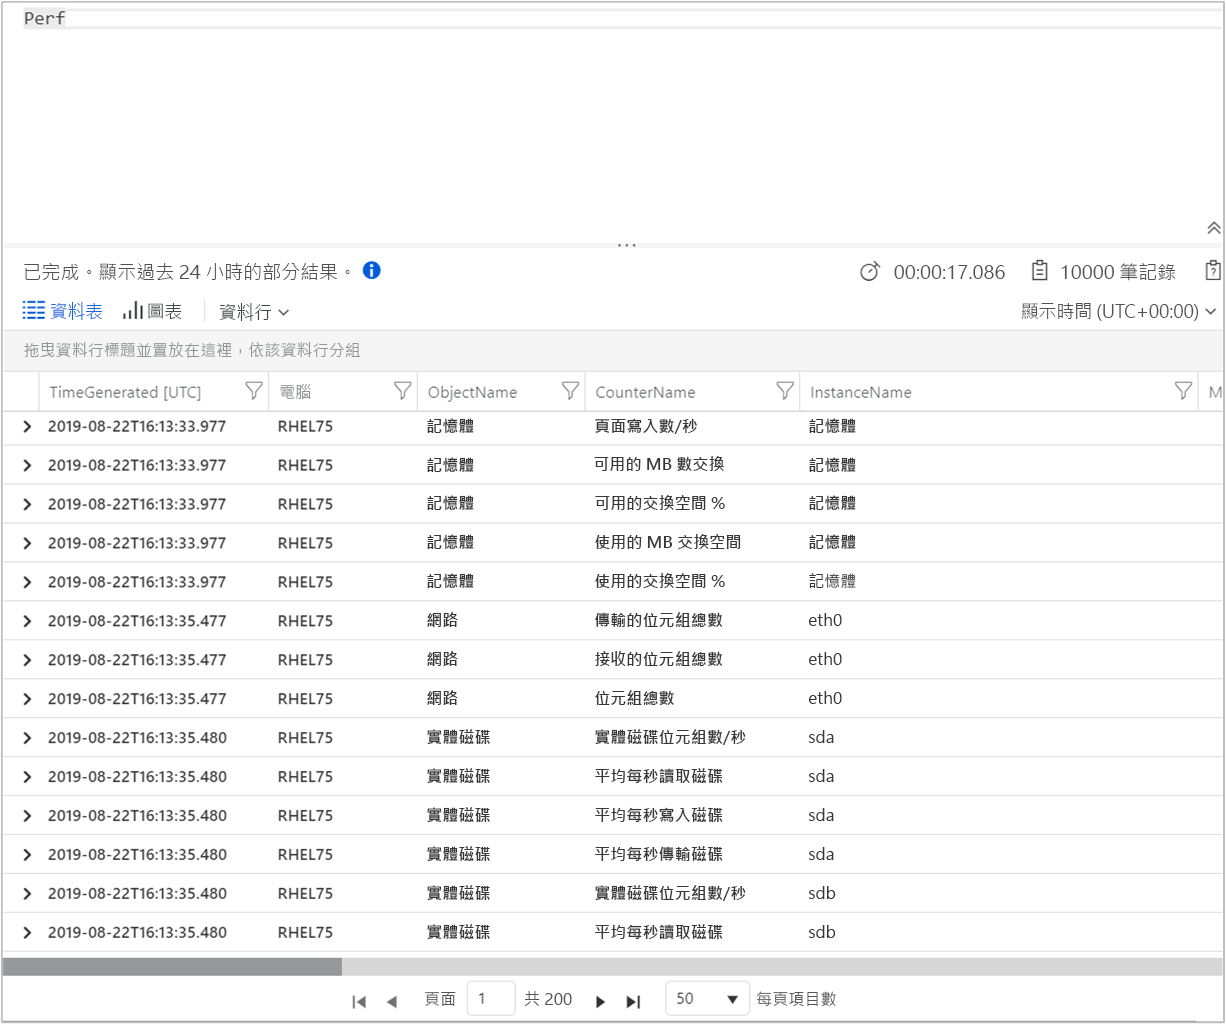 Perf
已完成。顯示過去 24 小時的部分結果。 00:00:17.086 10000 筆記錄
資料表 圖表 資料行 顯示時間 (UTC+00:00)
拖曳資料行標題並置放在這裡，依該資料行分組
TimeGenerated [UTC] 電腦 ObjectName CounterName InstanceName M
2019-08-22T16:13:33.977 RHEL75 記憶體 頁面寫入數/秒 記憶體
2019-08-22T16:13:33.977 RHEL75 記憶體 可用的 MB 數交換 記憶體
2019-08-22T16:13:33.977 RHEL75 記憶體 可用的交換空間 % 記憶體
2019-08-22T16:13:33.977 RHEL75 記憶體 使用的 MB 交換空間 記憶體
2019-08-22T16:13:33.977 RHEL75 記憶體 使用的交換空間 % 記憶體
2019-08-22T16:13:35.477 RHEL75 網路 傳輸的位元組總數 eth0
2019-08-22T16:13:35.477 RHEL75 網路 接收的位元組總數 eth0
2019-08-22T16:13:35.477 RHEL75 網路 位元組總數 eth0
2019-08-22T16:13:35.480 RHEL75 實體磁碟 實體磁碟位元組數/秒 sda
2019-08-22T16:13:35.480 RHEL75 實體磁碟 平均每秒讀取磁碟 sda
2019-08-22T16:13:35.480 RHEL75 實體磁碟 平均每秒寫入磁碟 sda
2019-08-22T16:13:35.480 RHEL75 實體磁碟 平均每秒傳輸磁碟 sda
2019-08-22T16:13:35.480 RHEL75 實體磁碟 實體磁碟位元組數/秒 sdb
2019-08-22T16:13:35.480 RHEL75 實體磁碟 平均每秒讀取磁碟 sdb
頁面 1 共 200 50 每頁項目數